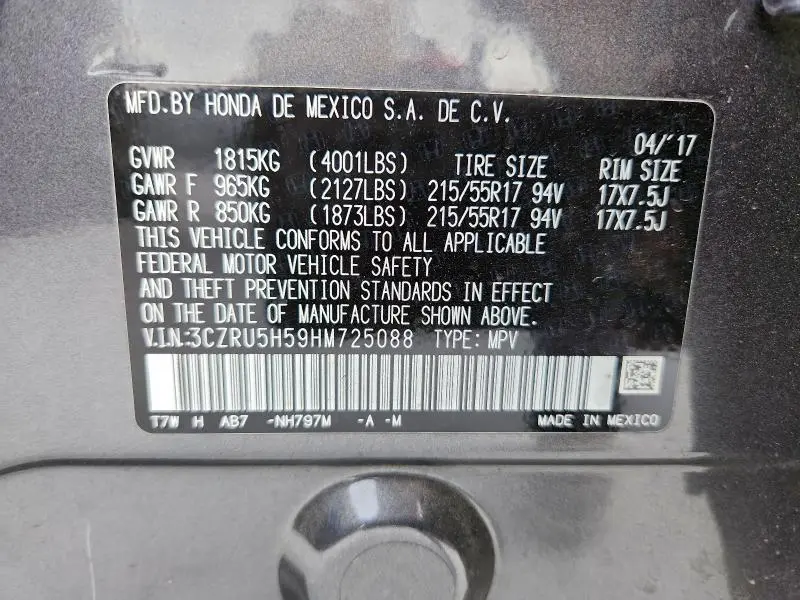 MFD.BY HONDA DE MEXICO S.A. DE C.V.
04/'17
GVWR 1815KG (4001LBS) TIRE SIZE RIM SIZE
GAWR F 965KG (2127LBS) 215/55R17 94V 17X7.5J
GAWR R 850KG (1873LBS) 215/55R17 94V 17X7.5J
THIS VEHICLE CONFORMS TO ALL APPLICABLE
FEDERAL MOTOR VEHICLE SAFETY
AND THEFT PREVENTION STANDARDS IN EFFECT
ON THE DATE OF MANUFACTURE SHOWN ABOVE.
V.I.N.:3CZRU5H59HM725088 TYPE: MPV
T7W H AB7 -NH797M -A -M MADE IN MEXICO